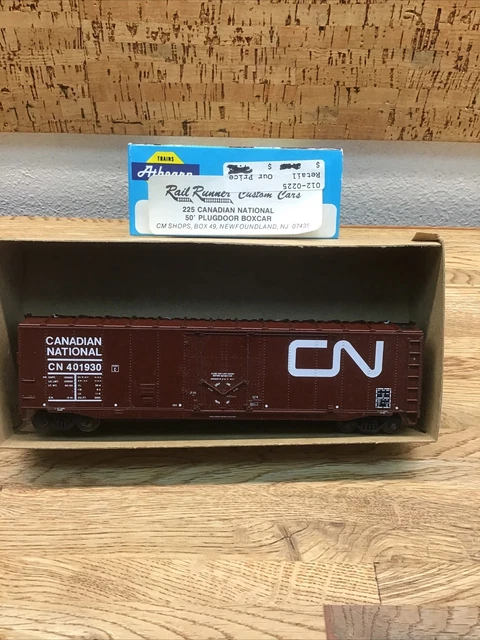 TRAINS
Athearn
$ $
Retail Our Price
012-0225
Rail Runner Custom Cars
225 CANADIAN NATIONAL
50' PLUGDOOR BOXCAR
CM SHOPS, BOX 49, NEWFOUNDLAND, NJ 07435
CANADIAN
NATIONAL
CN 401930
CN